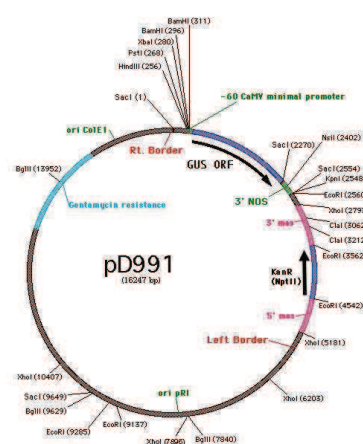 BamHI (311)
BamHI (296)
XbaI (280)
PstI (268)
HindIII (256)
SacI (1)
-60 CaMV minimal promoter
ori ColE1
Rt. Border
GUS ORF
NsiI (2402)
SacI (2270)
SacI (2554)
KpnI (2548
EcoRI (2560
3' NOS
XhoI (279
3' mas
ClaI (3062
ClaI (3212
EcoRI (3562
BglII (13952)
Gentamycin resistance
pD991
(16247 bp)
KanR
(NptII)
EcoRI (4542)
5' mas
XhoI (5181)
Left Border
XhoI (6203)
XhoI (10407)
SacI (9649)
BglII (9629)
EcoRI (9285)
EcoRI (9137)
ori pRI
XhoI (7896)
BglII (7840)